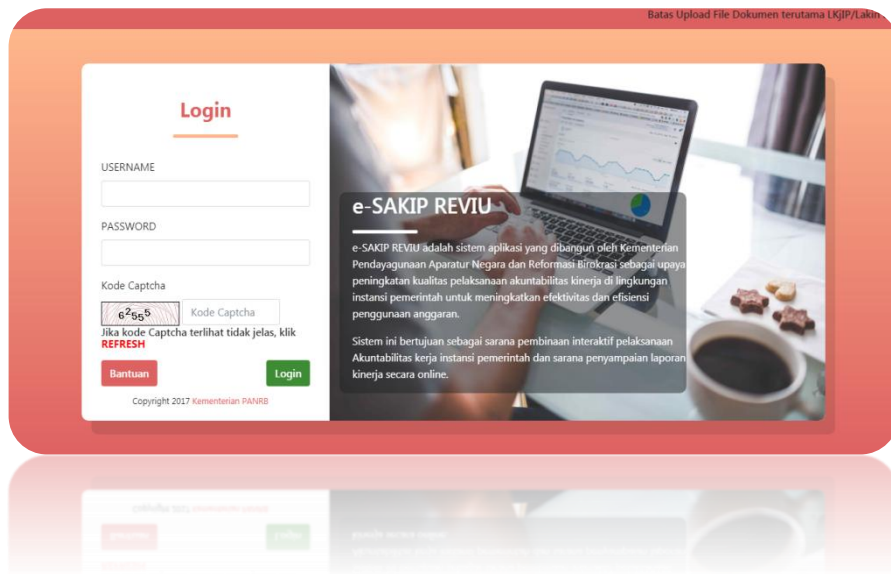 Batas Upload File Dokumen terutama LKjIP/Lakin
Login
USERNAME
PASSWORD
Kode Captcha
62555
Kode Captcha
Jika kode Captcha terlihat tidak jelas, klik
REFRESH
Bantuan
Login
Copyright 2017 Kementerian PANRB
e-SAKIP REVIU
e-SAKIP REVIU adalah sistem aplikasi yang dibangun oleh Kementerian
Pendayagunaan Aparatur Negara dan Reformasi Birokrasi sebagai upaya
peningkatan kualitas pelaksanaan akuntabilitas kinerja di lingkungan
instansi pemerintah untuk meningkatkan efektivitas dan efisiensi
penggunaan anggaran.
Sistem ini bertujuan sebagai sarana pembinaan interaktif pelaksanaan
Akuntabilitas kerja instansi pemerintah dan sarana penyampaian laporan
kinerja secara online.